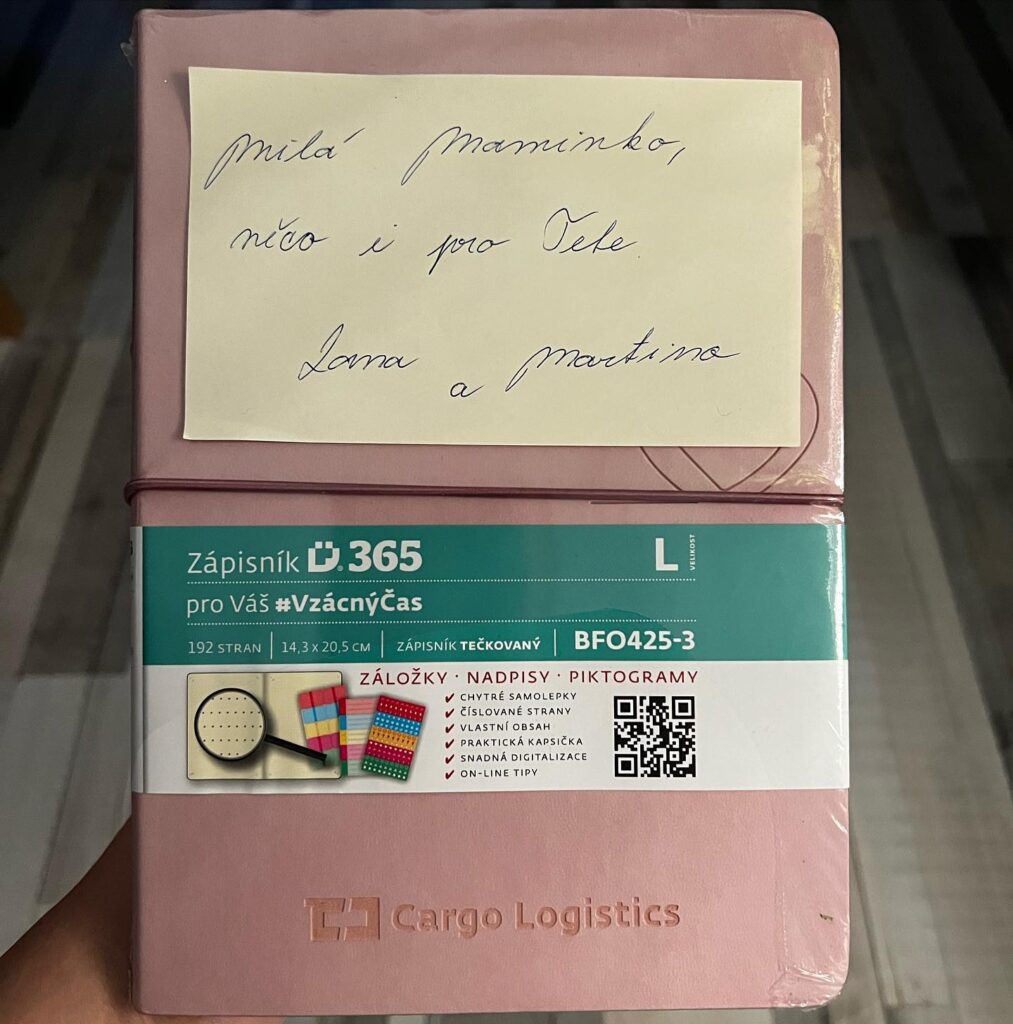 Milá Maminko,
něco i pro Tebe
Jana a Martina
Zápisník Ü 365
L
VELIKOST
pro Váš #VzácnýČas
192 STRAN | 14,3 x 20,5 CM | ZÁPISNÍK TEČKOVANÝ | BFO425-3
ZÁLOŽKY · NADPISY · PIKTOGRAMY
✔ CHYTRÉ SAMOLEPKY
✔ ČÍSLOVANÉ STRANY
✔ VLASTNÍ OBSAH
✔ PRAKTICKÁ KAPSIČKA
✔ SNADNÁ DIGITALIZACE
✔ ON-LINE TIPY
Cargo Logistics